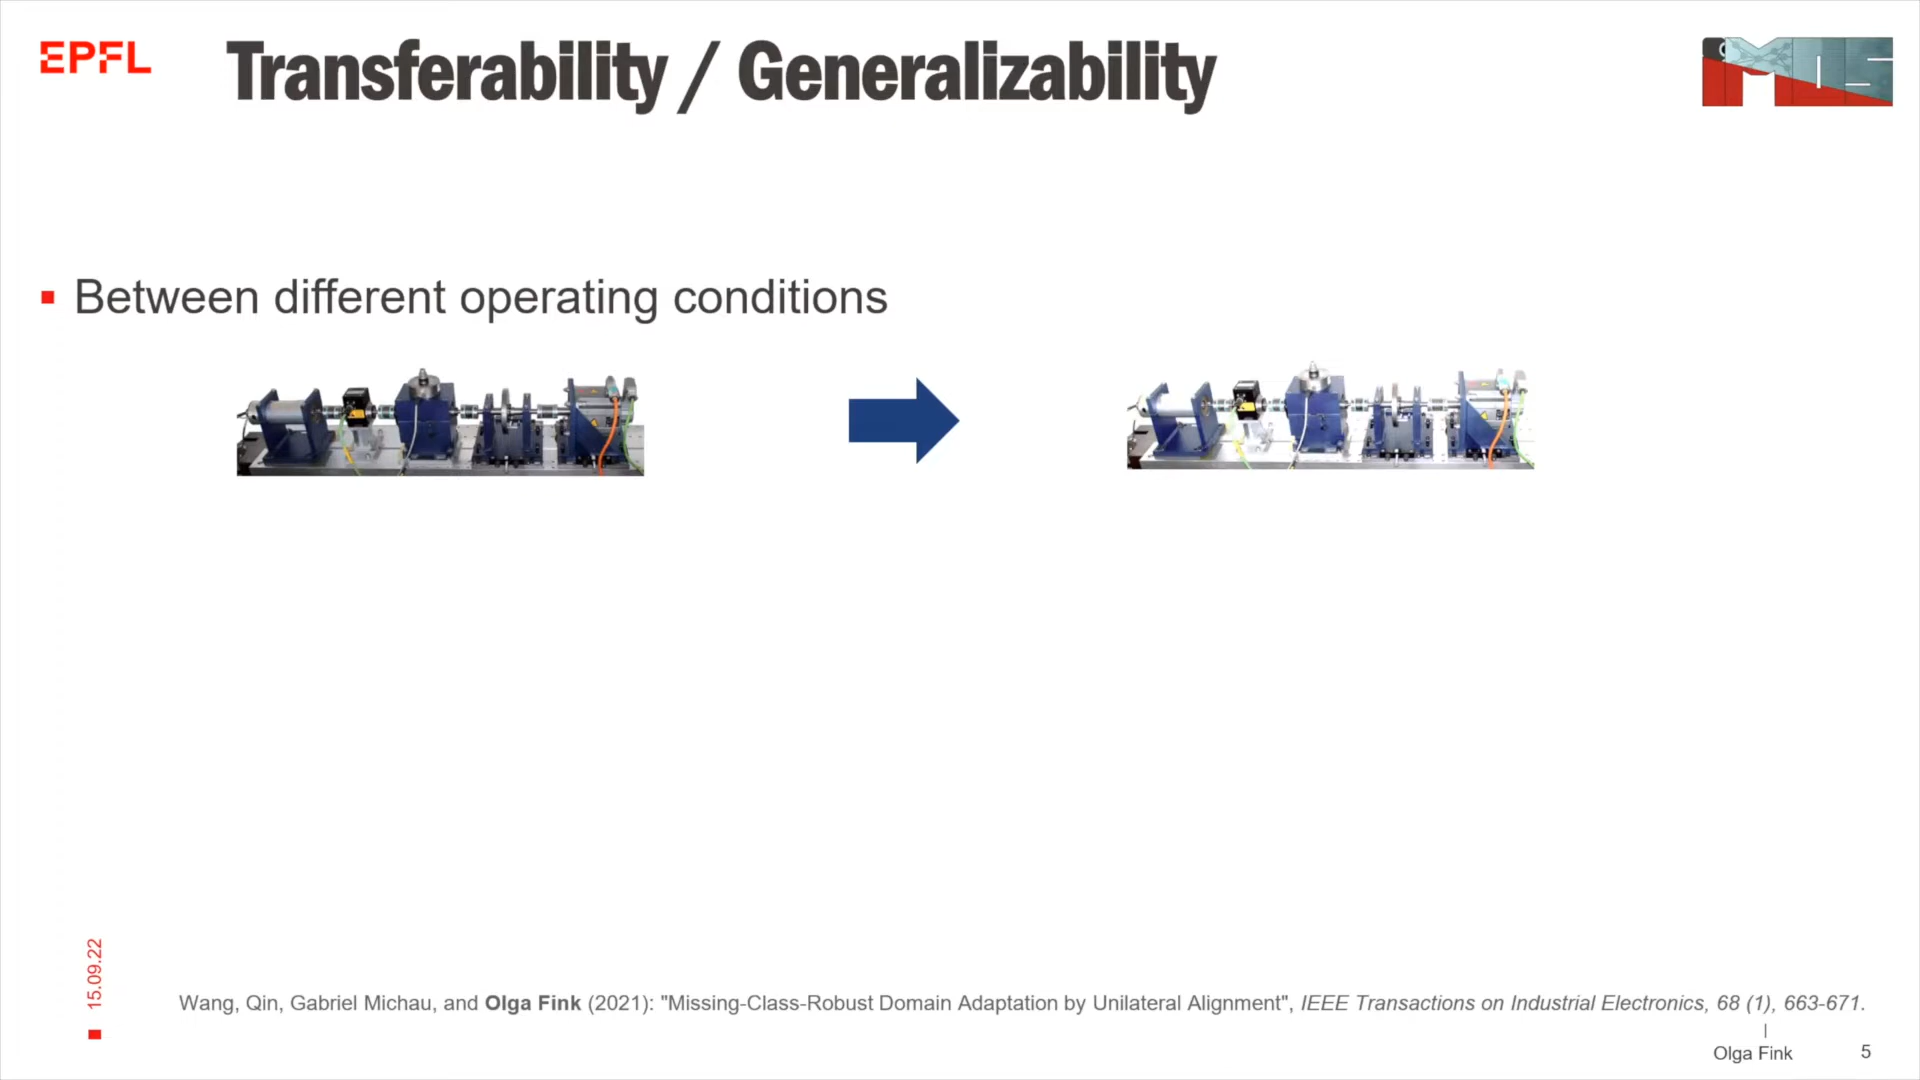 EPFL
Transferability / Generalizability
Between different operating conditions
15.09.22
Wang, Qin, Gabriel Michau, and Olga Fink (2021): "Missing-Class-Robust Domain Adaptation by Unilateral Alignment", IEEE Transactions on Industrial Electronics, 68 (1), 663-671.
Olga Fink
5